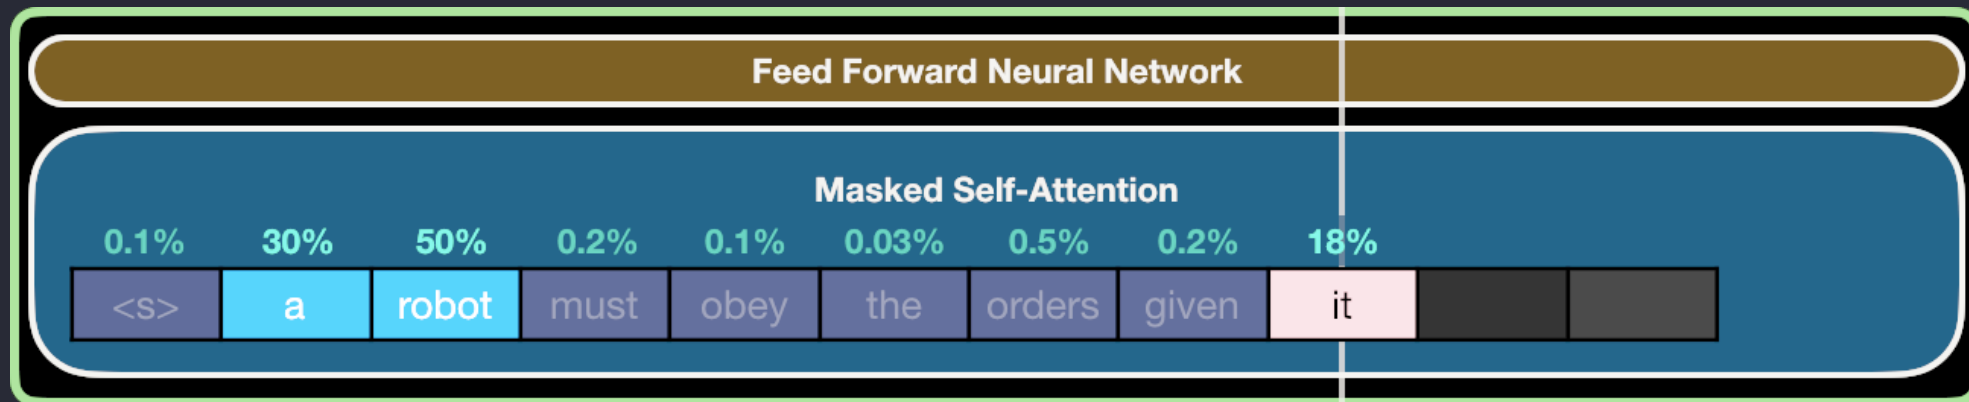 Feed Forward Neural Network
Masked Self-Attention
0.1% 30% 50% 0.2% 0.1% 0.03% 0.5% 0.2% 18%
<s> a robot must obey the orders given it